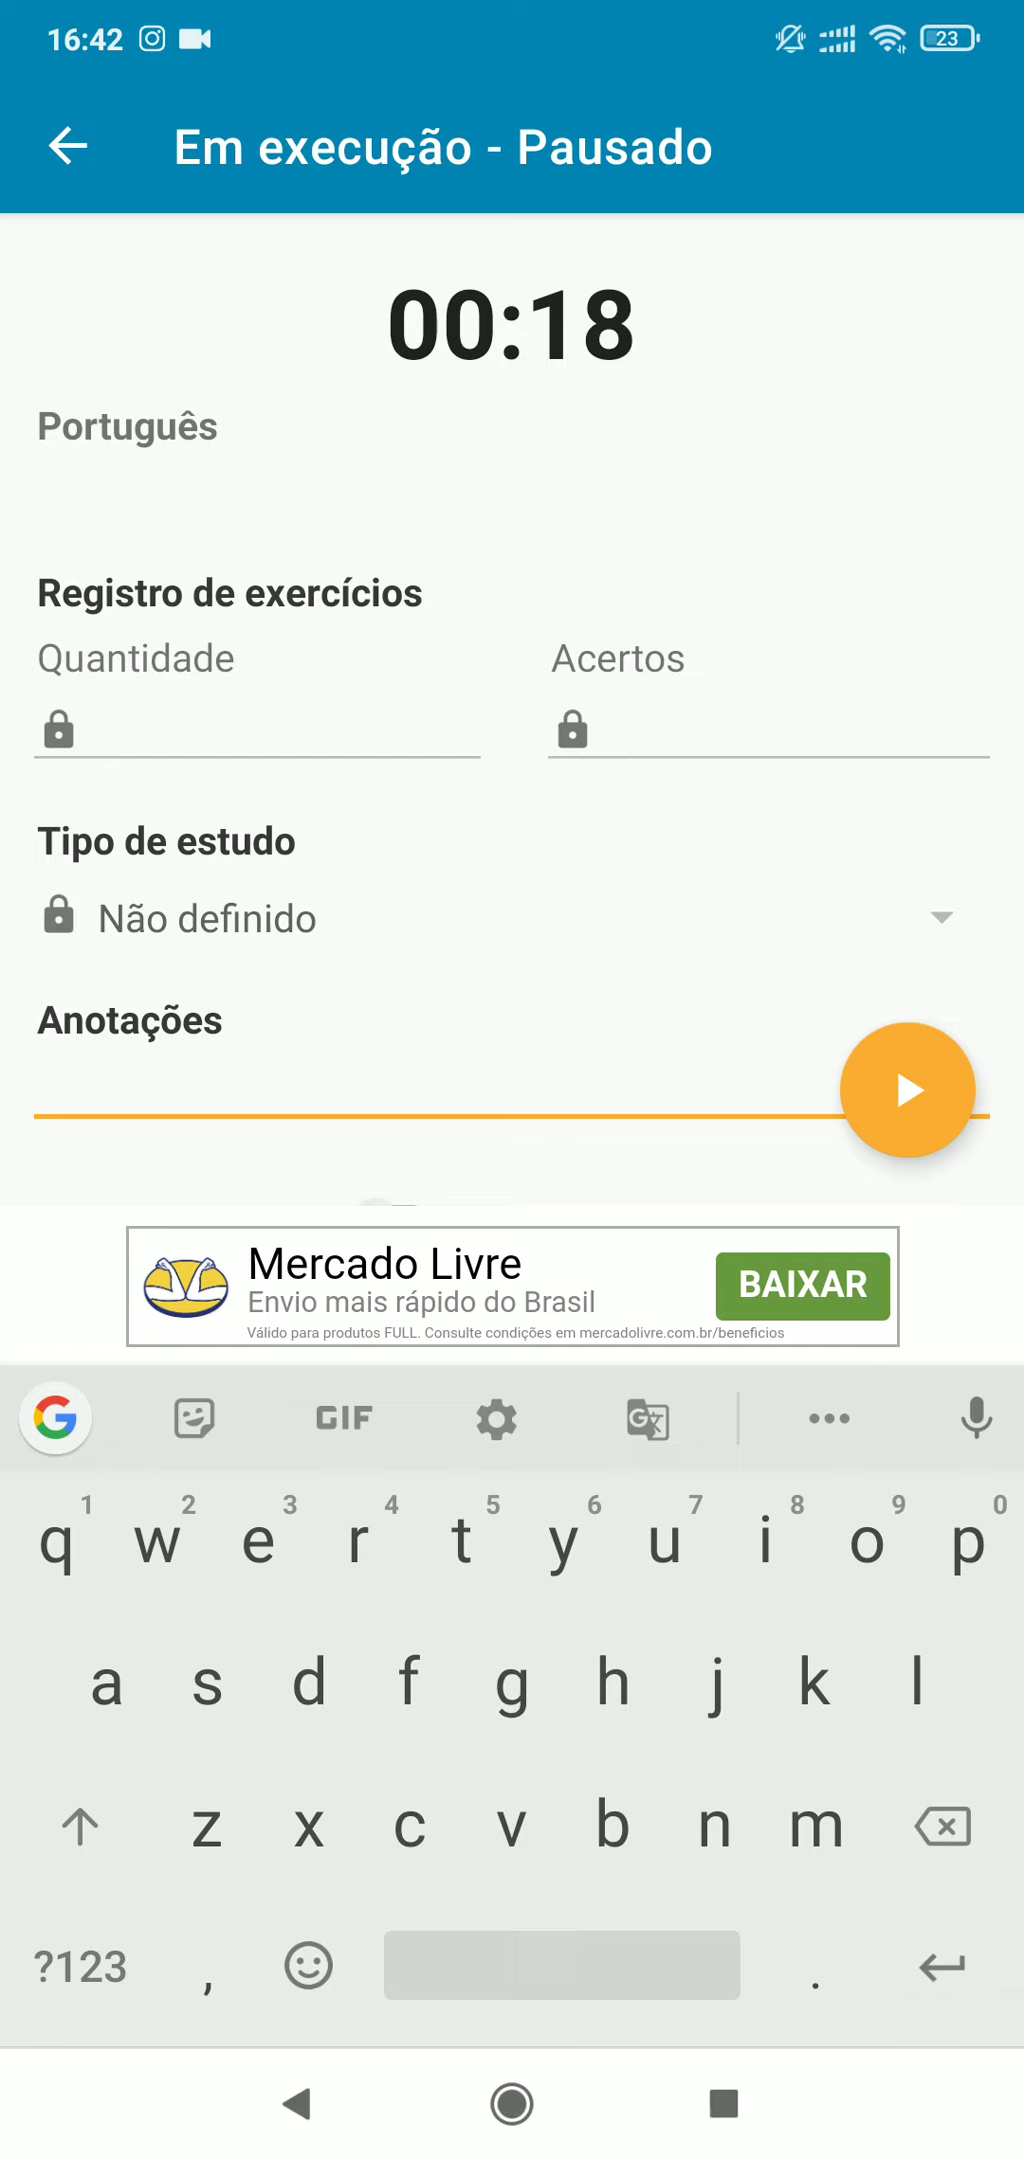 16:42
23
Em execução - Pausado
00:18
Português
Registro de exercícios
Quantidade Acertos
Tipo de estudo
Não definido
Anotações
Mercado Livre
Envio mais rápido do Brasil
Válido para produtos FULL. Consulte condições em mercadolivre.com.br/beneficios
BAIXAR
G GIF G
1 2 3 4 5 6 7 8 9 0
q w e r t y u i o p
a s d f g h j k l
z x c v b n m
?123 , .